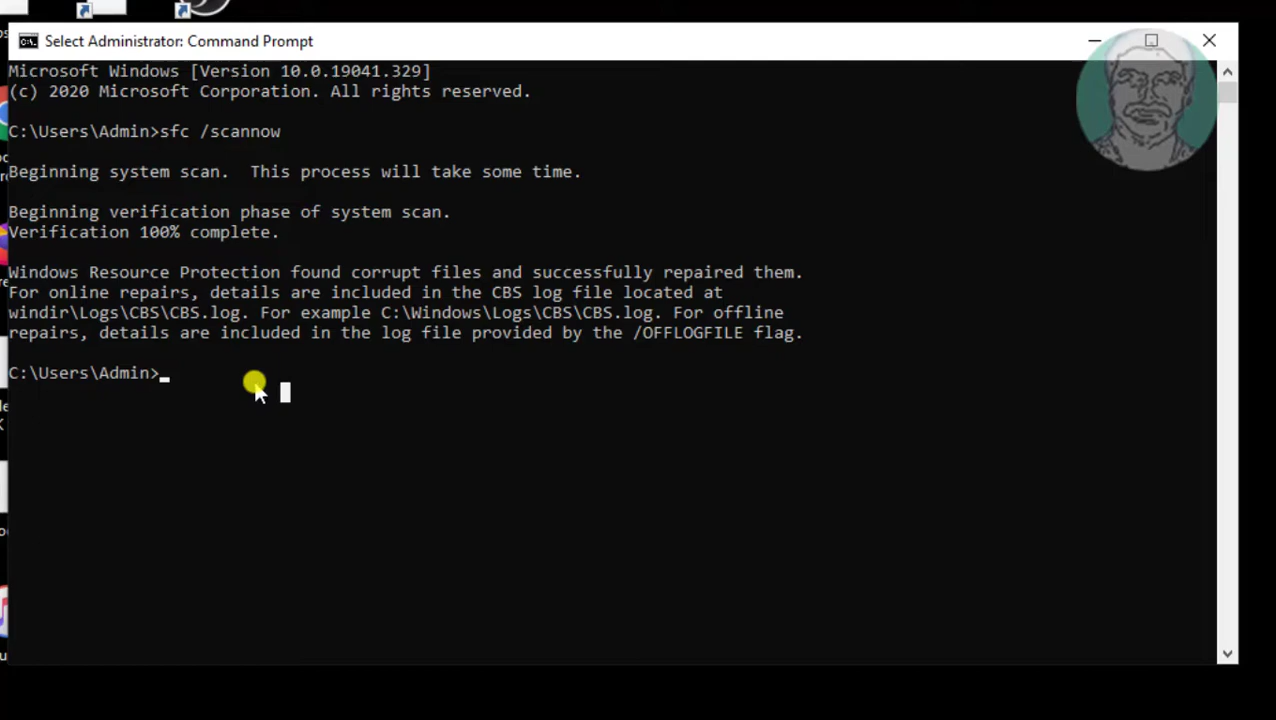 Select Administrator: Command Prompt
Microsoft Windows [Version 10.0.19041.329]
(c) 2020 Microsoft Corporation. All rights reserved.
C:\Users\Admin>sfc /scannow
Beginning system scan.  This process will take some time.
Beginning verification phase of system scan.
Verification 100% complete.
Windows Resource Protection found corrupt files and successfully repaired them.
For online repairs, details are included in the CBS log file located at
windir\Logs\CBS\CBS.log. For example C:\Windows\Logs\CBS\CBS.log. For offline
repairs, details are included in the log file provided by the /OFFLOGFILE flag.
C:\Users\Admin>